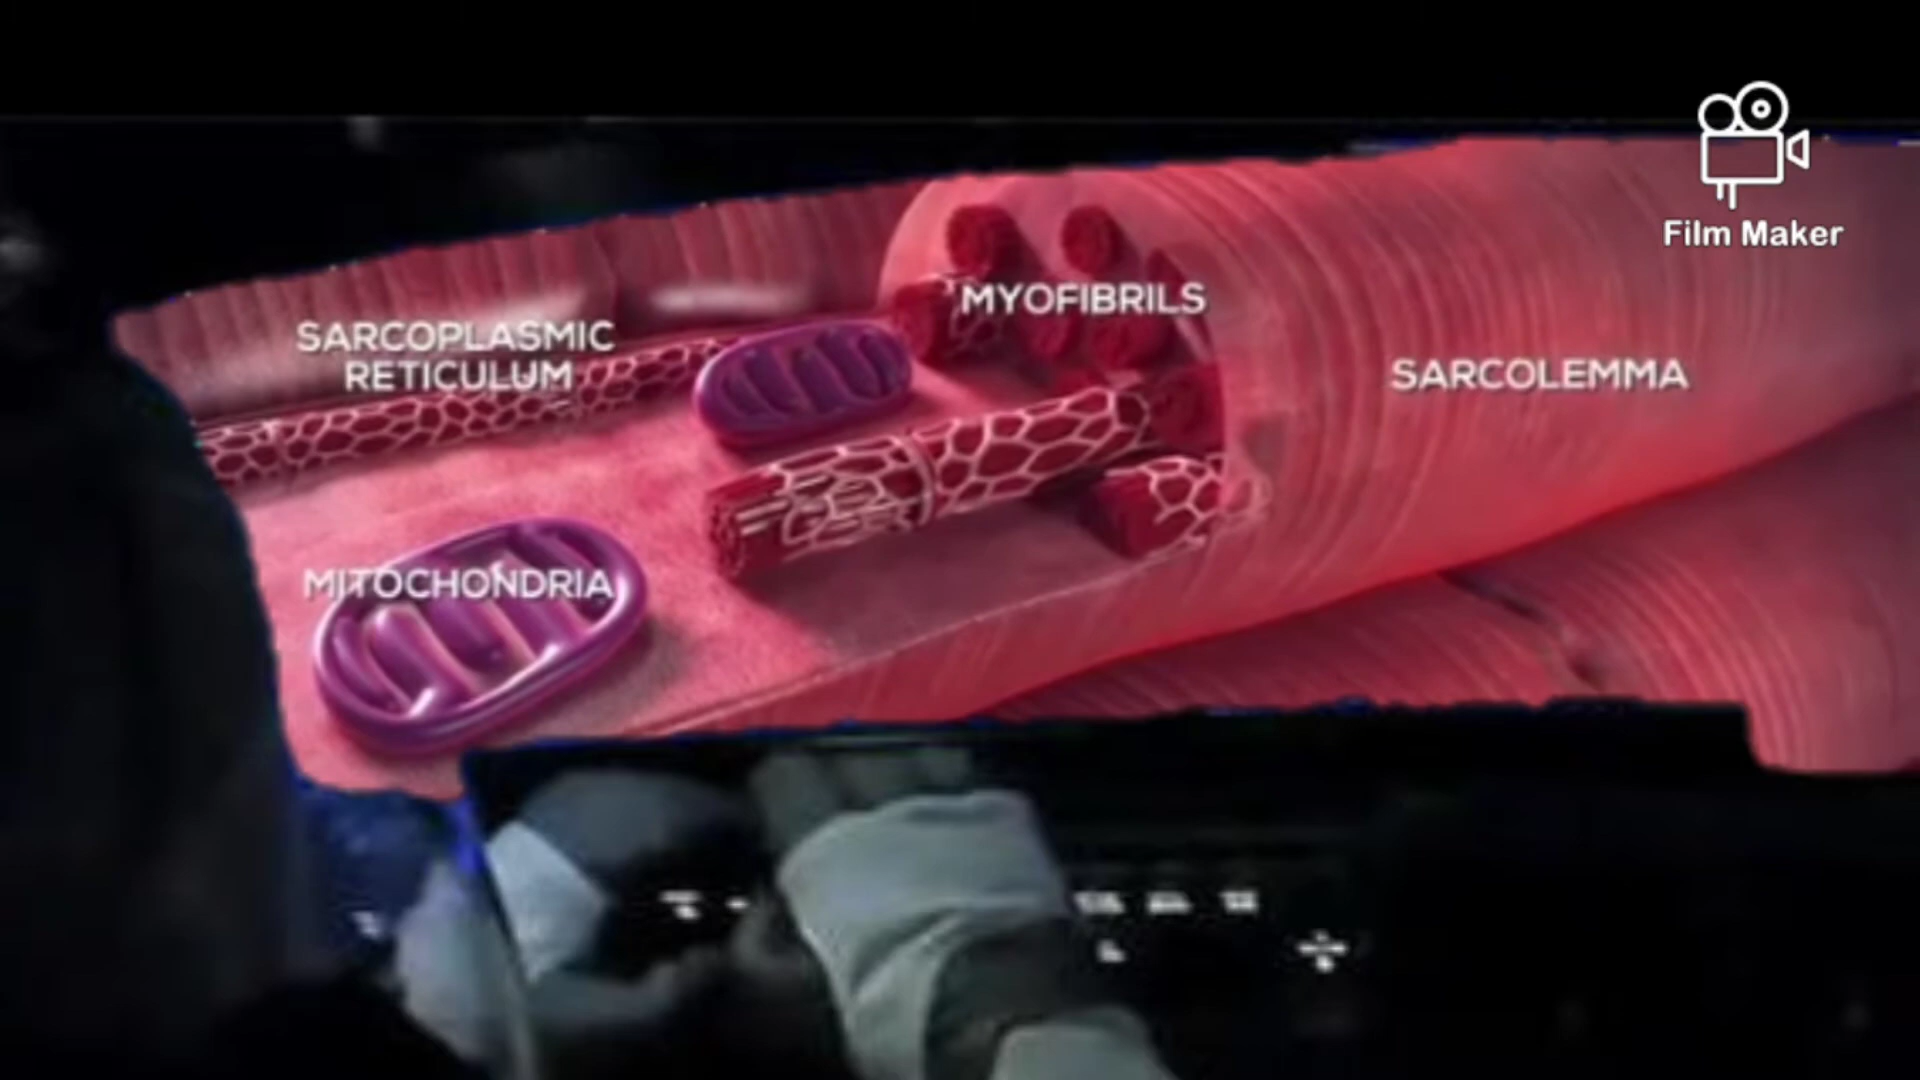 Film Maker
MYOFIBRILS
SARCOPLASMIC
RETICULUM
SARCOLEMMA
MITOCHONDRIA